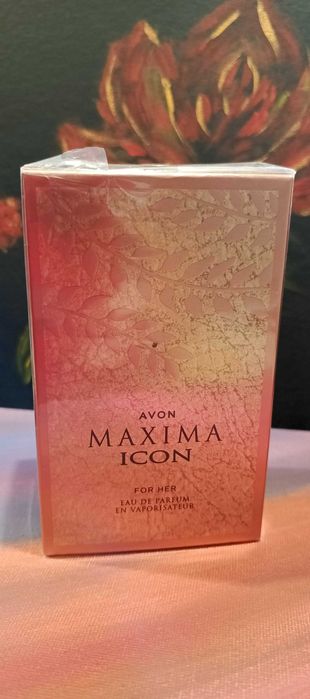 AVON
MAXIMA
ICON
FOR HER
EAU DE PARFUM
EN VAPORISATEUR